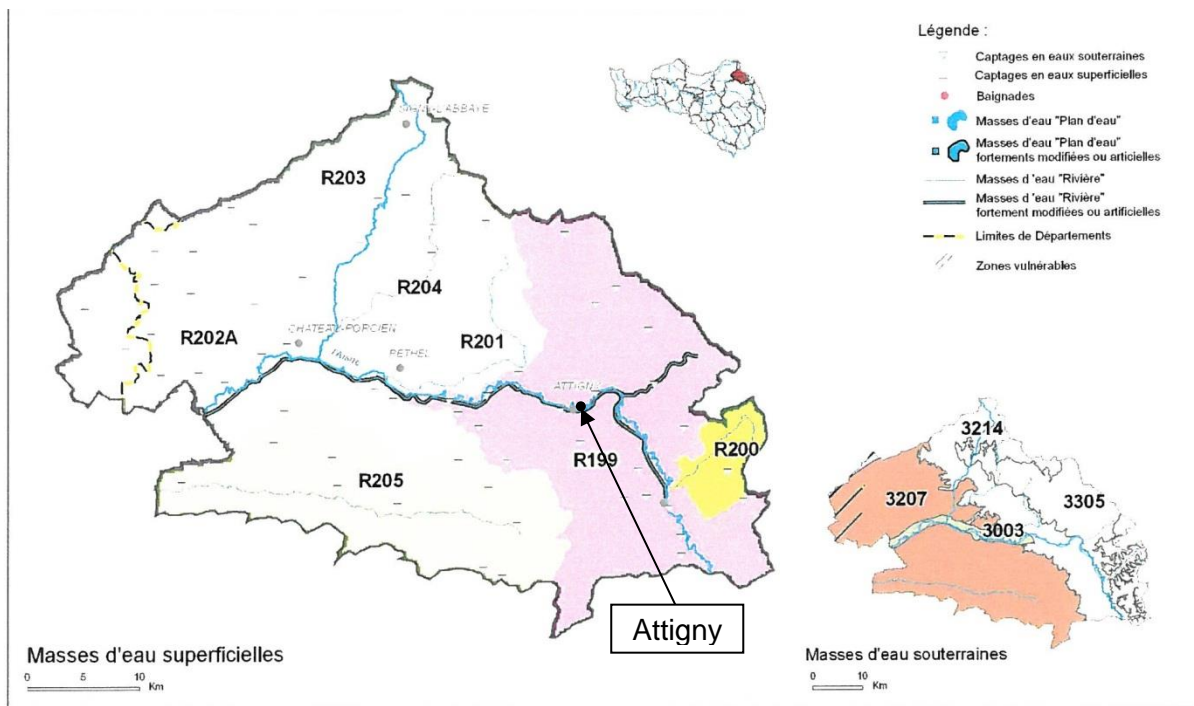 Légende :
Captages en eaux souterraines
Captages en eaux superficielles
Baignades
Masses d'eau "Plan d'eau"
Masses d'eau "Plan d'eau"
fortements modifiées ou articielles
Masses d 'eau "Rivière"
Masses d 'eau "Rivière"
fortement modifiées ou artificielles
Limites de Départements
Zones vulnérables
R203
R204
R202A
CHATEAU-PORCIEN
RETHEL
R201
l'Aisne
R199
R200
R205
Attigny
Masses d'eau superficielles
0 5 10
Km
3214
3207
3305
3003
Masses d'eau souterraines
0 10
Km